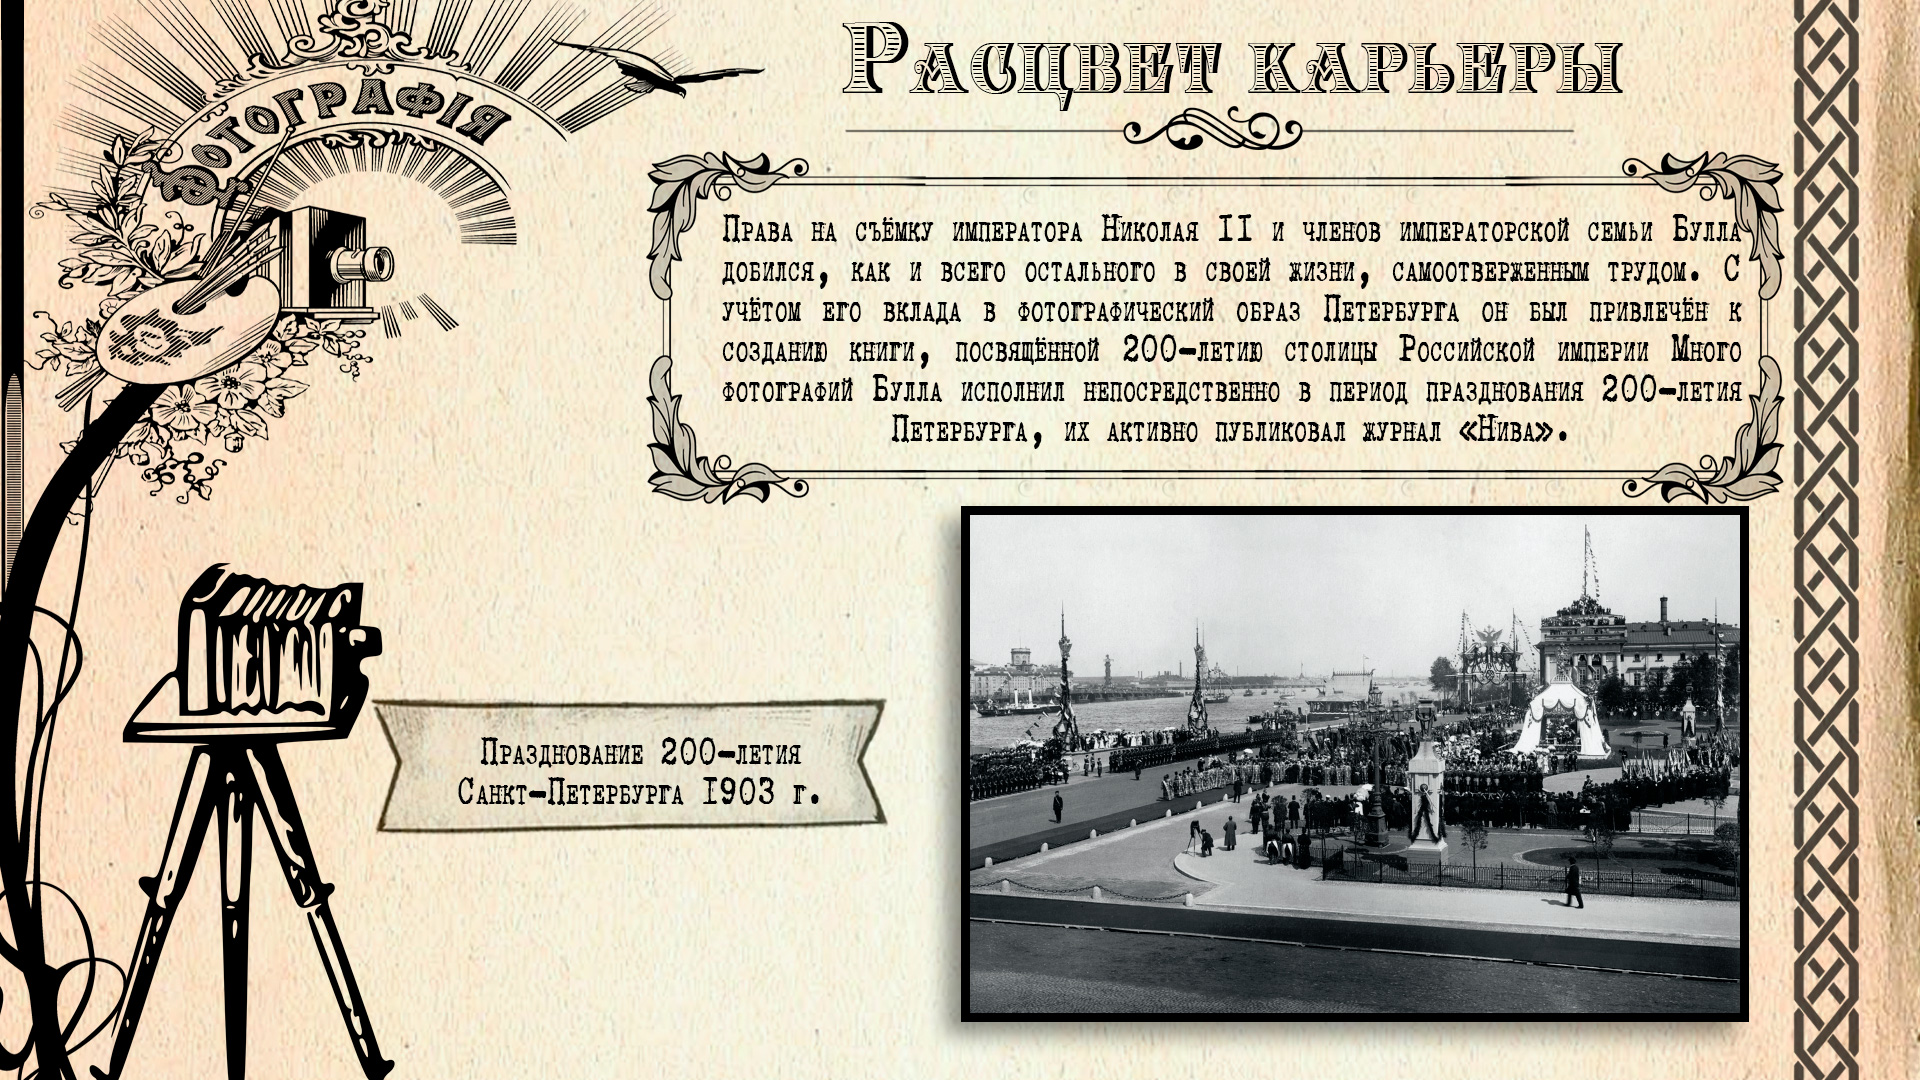 ФОТОГРАФІЯ
Расцвет карьеры
Права на съёмку императора Николая II и членов императорской семьи Булла
добился, как и всего остального в своей жизни, самоотверженным трудом. С
учётом его вклада в фотографический образ Петербурга он был привлечён к
созданию книги, посвящённой 200-летию столицы Российской империи Много
фотографий Булла исполнил непосредственно в период празднования 200-летия
Петербурга, их активно публиковал журнал «Нива».
Празднование 200-летия
Санкт-Петербурга 1903 г.